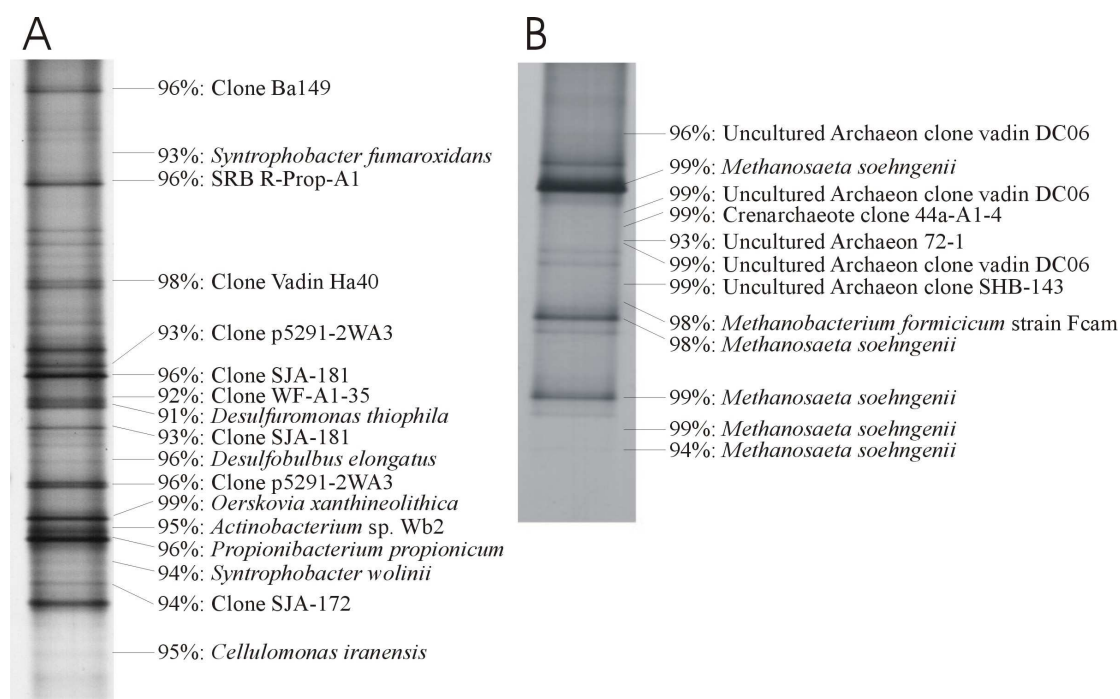 A
96%: Clone Ba149
93%: Syntrophobacter fumaroxidans
96%: SRB R-Prop-A1
98%: Clone Vadin Ha40
93%: Clone p5291-2WA3
96%: Clone SJA-181
92%: Clone WF-A1-35
91%: Desulfuromonas thiophila
93%: Clone SJA-181
96%: Desulfobulbus elongatus
96%: Clone p5291-2WA3
99%: Oerskovia xanthineolithica
95%: Actinobacterium sp. Wb2
96%: Propionibacterium propionicum
94%: Syntrophobacter wolinii
94%: Clone SJA-172
95%: Cellulomonas iranensis
B
96%: Uncultured Archaeon clone vadin DC06
99%: Methanosaeta soehngenii
99%: Uncultured Archaeon clone vadin DC06
99%: Crenarchaeote clone 44a-A1-4
93%: Uncultured Archaeon 72-1
99%: Uncultured Archaeon clone vadin DC06
99%: Uncultured Archaeon clone SHB-143
98%: Methanobacterium formicicum strain Fcam
98%: Methanosaeta soehngenii
99%: Methanosaeta soehngenii
99%: Methanosaeta soehngenii
94%: Methanosaeta soehngenii